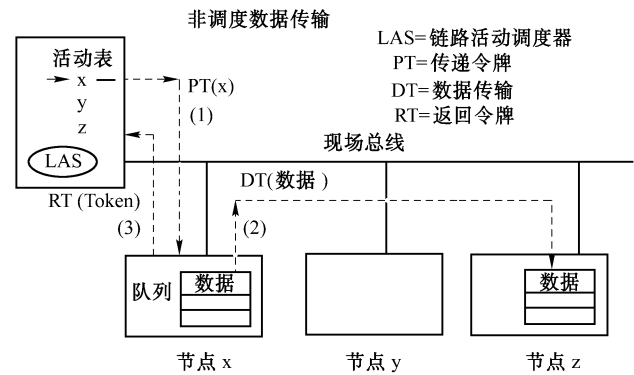 非调度数据传输
LAS=链路活动调度器
PT=传递令牌
DT=数据传输
RT=返回令牌
活动表
x
y
z
LAS
PT(x)
(1)
现场总线
RT (Token)
(3)
DT(数据)
(2)
队列
数据
数据
节点 x
节点 y
节点 z